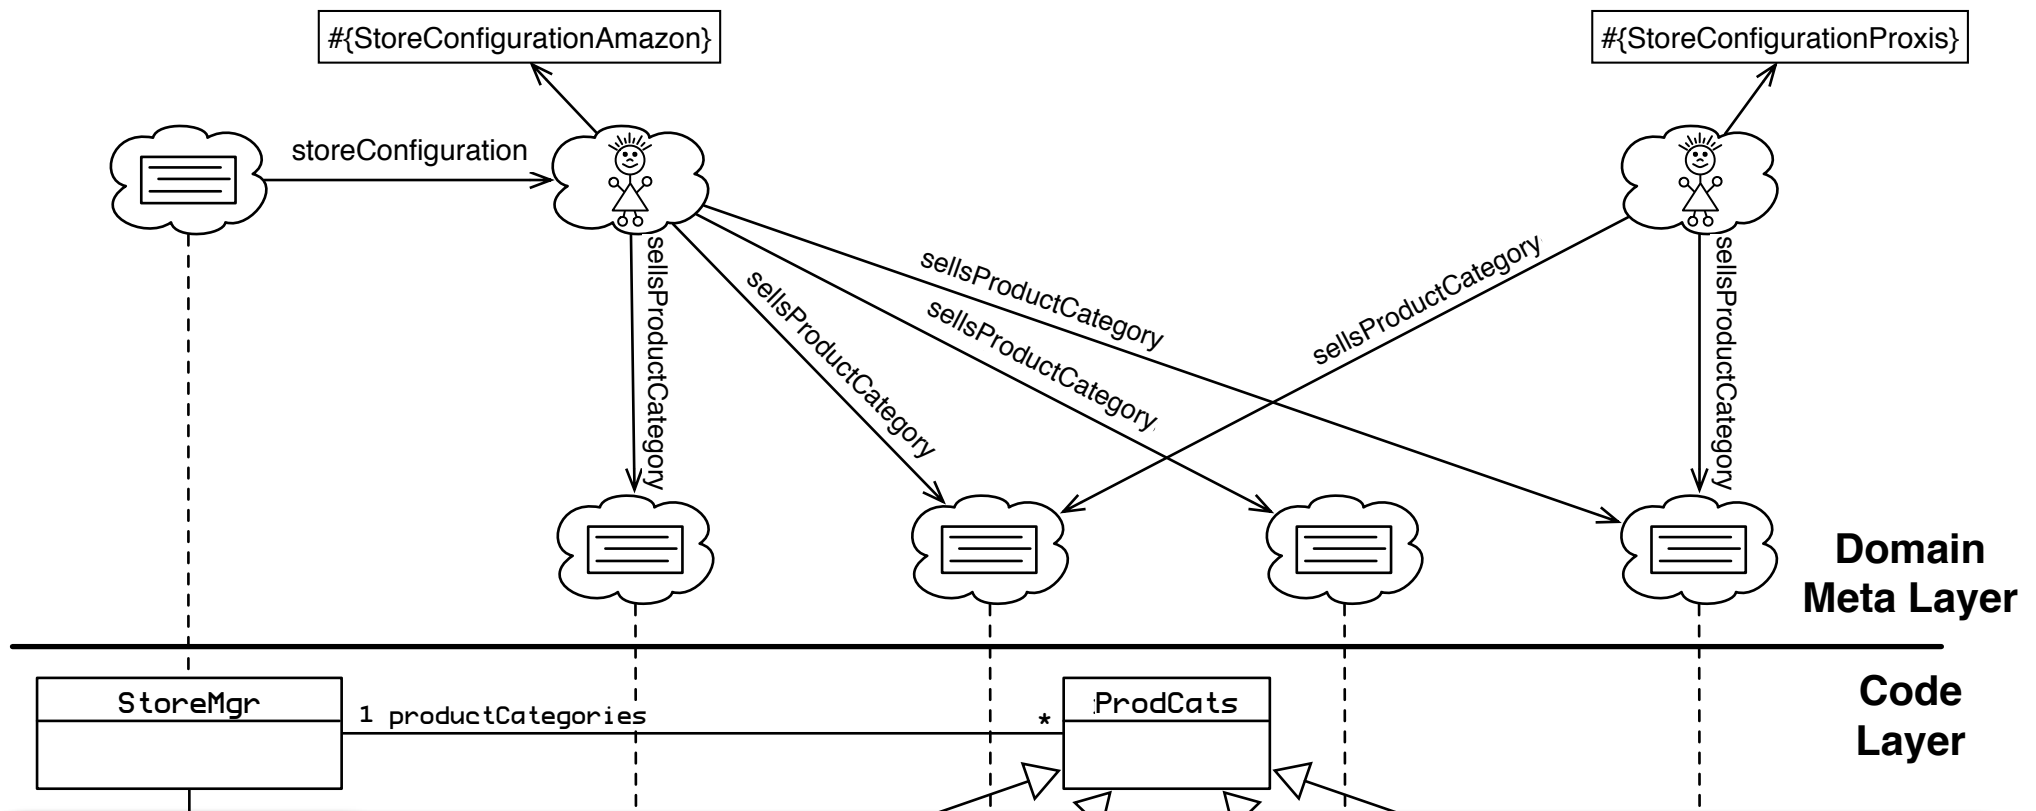 #{StoreConfigurationAmazon}
#{StoreConfigurationProxis}
storeConfiguration
sellsProductCategory
sellsProductCategory
sellsProductCategory
sellsProductCategory
sellsProductCategory
sellsProductCategory
Domain
Meta Layer
StoreMgr
1 productCategories *
ProdCats
Code
Layer